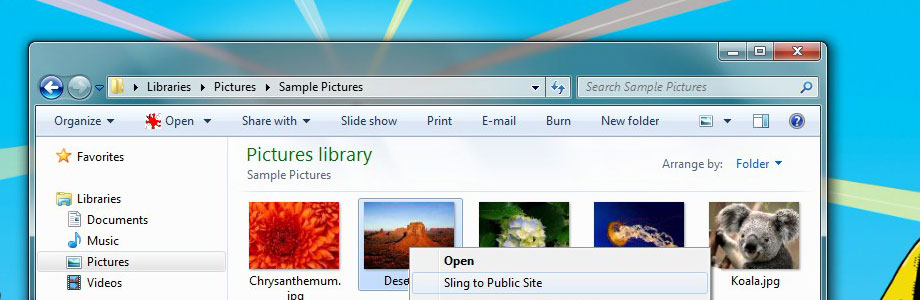 Libraries Pictures Sample Pictures Search Sample Pictures
Organize Open Share with Slide show Print E-mail Burn New folder
Favorites
Libraries
Documents
Music
Pictures
Videos
Pictures library
Sample Pictures
Arrange by: Folder
Chrysanthemum.
jpg
Koala.jpg
Open
Sling to Public Site